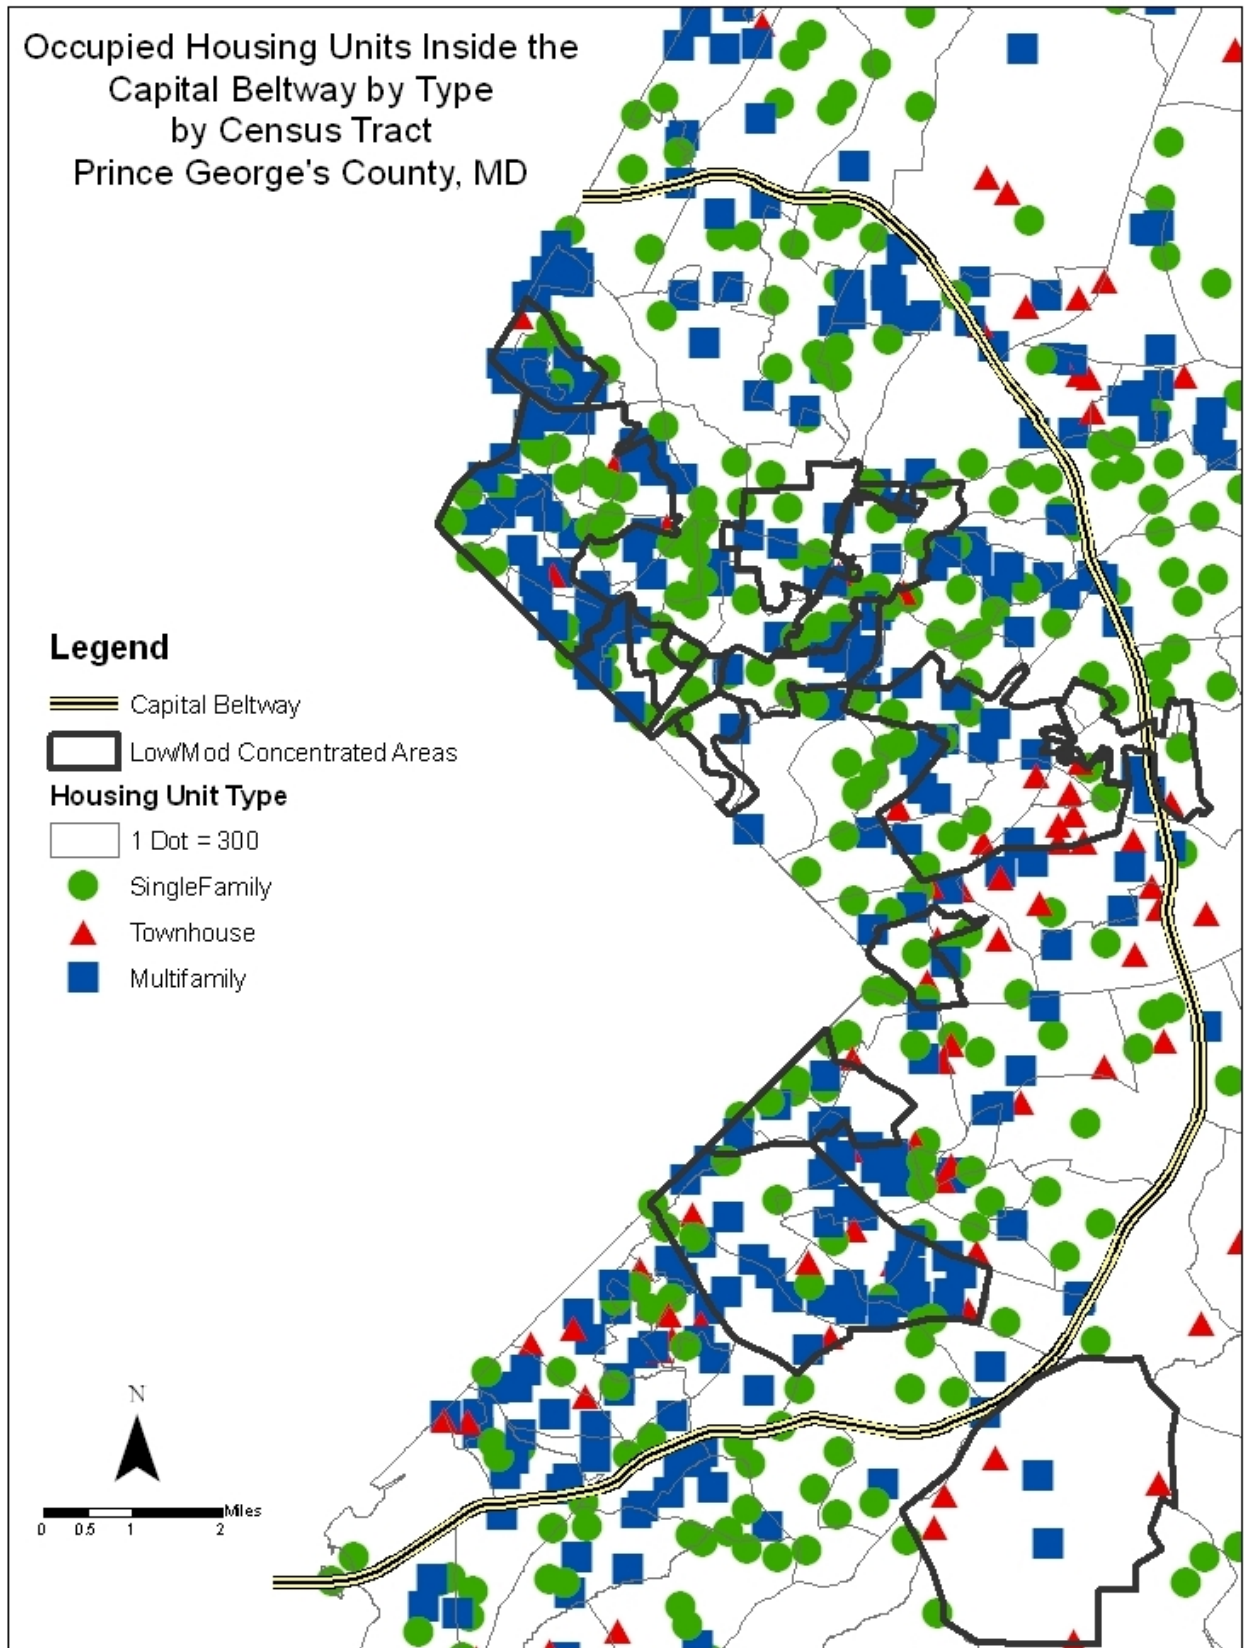 Occupied Housing Units Inside the
Capital Beltway by Type
by Census Tract
Prince George's County, MD
Legend
Capital Beltway
Low/Mod Concentrated Areas
Housing Unit Type
1 Dot = 300
SingleFamily
Townhouse
Multifamily
N
Miles
0 0.5 1 2